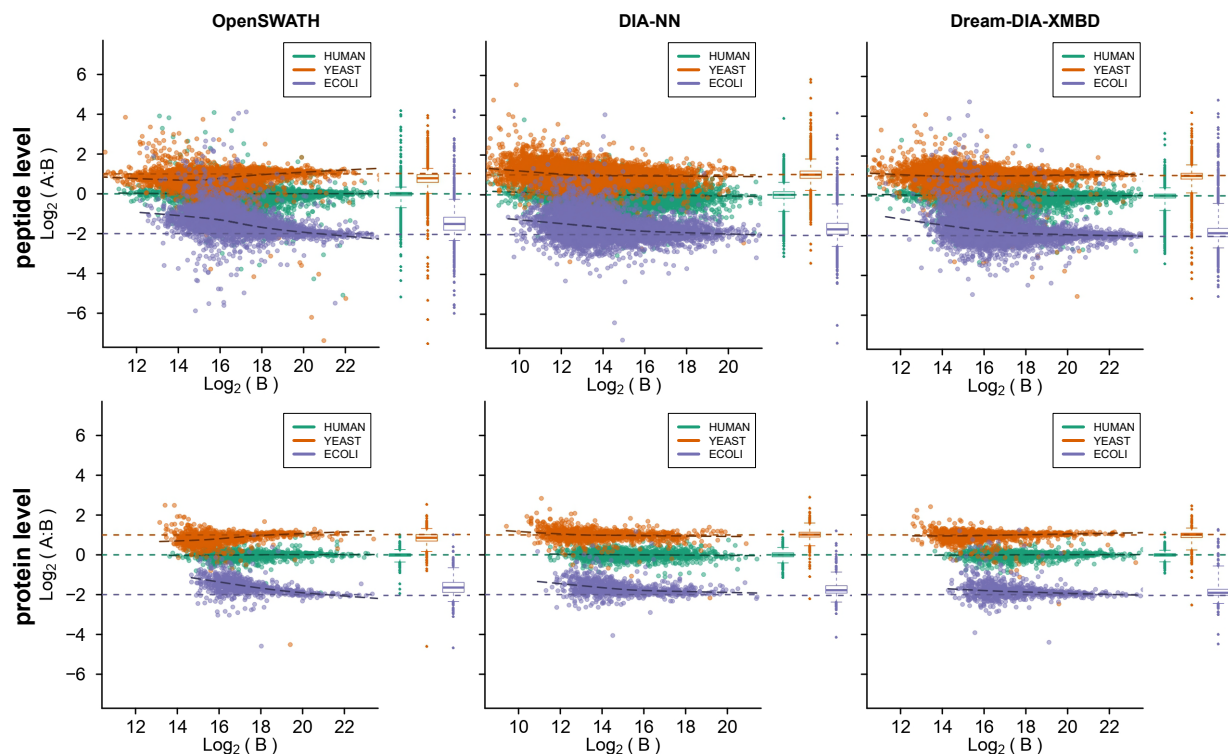 OpenSWATH DIA-NN Dream-DIA-XMBD
peptide level
Log2 ( A:B )
6
4
2
0
−2
−4
−6
HUMAN
YEAST
ECOLI
12 14 16 18 20 22
Log2 ( B )
HUMAN
YEAST
ECOLI
10 12 14 16 18 20
Log2 ( B )
HUMAN
YEAST
ECOLI
12 14 16 18 20 22
Log2 ( B )
protein level
Log2 ( A:B )
6
4
2
0
−2
−4
−6
HUMAN
YEAST
ECOLI
12 14 16 18 20 22
Log2 ( B )
HUMAN
YEAST
ECOLI
10 12 14 16 18 20
Log2 ( B )
HUMAN
YEAST
ECOLI
12 14 16 18 20 22
Log2 ( B )